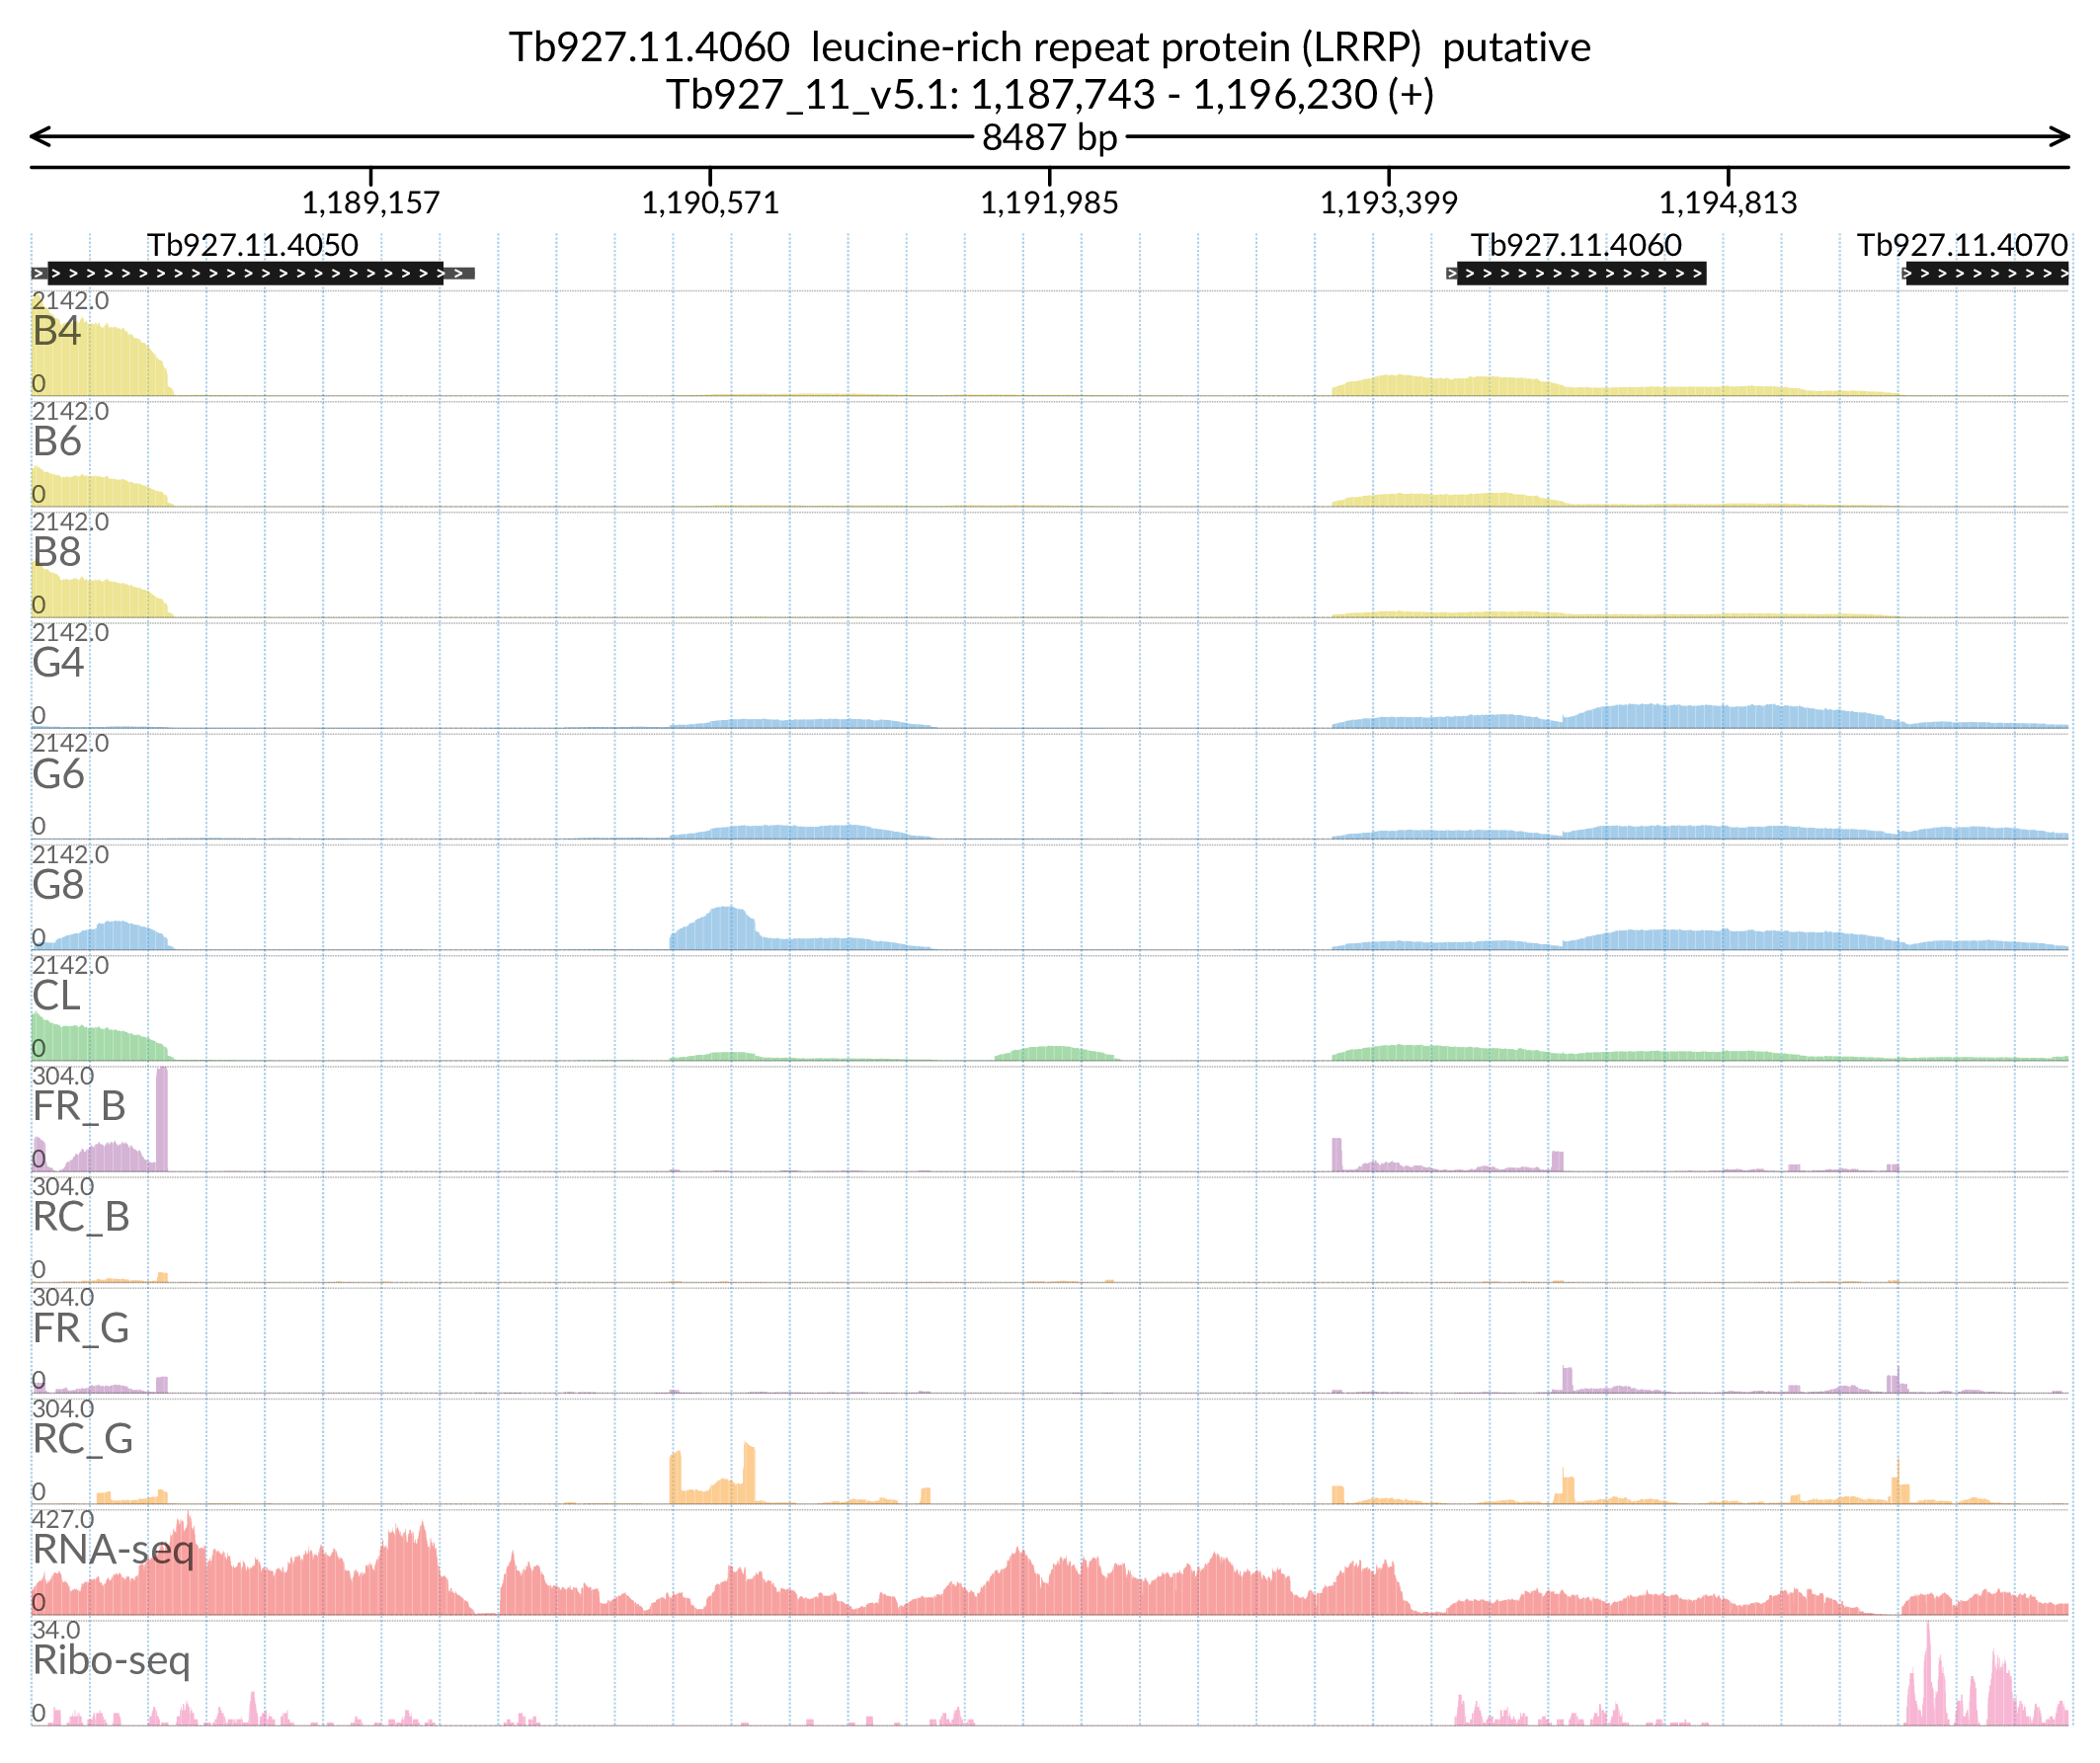 Tb927.11.4060 leucine-rich repeat protein (LRRP) putative
Tb927_11_v5.1: 1,187,743 - 1,196,230 (+)
8487 bp
1,189,157 1,190,571 1,191,985 1,193,399 1,194,813
Tb927.11.4050 Tb927.11.4060 Tb927.11.4070
2142.0
B4
0
2142.0
B6
0
2142.0
B8
0
2142.0
G4
0
2142.0
G6
0
2142.0
G8
0
2142.0
CL
0
304.0
FR_B
0
304.0
RC_B
0
304.0
FR_G
0
304.0
RC_G
0
427.0
RNA-seq
0
34.0
Ribo-seq
0